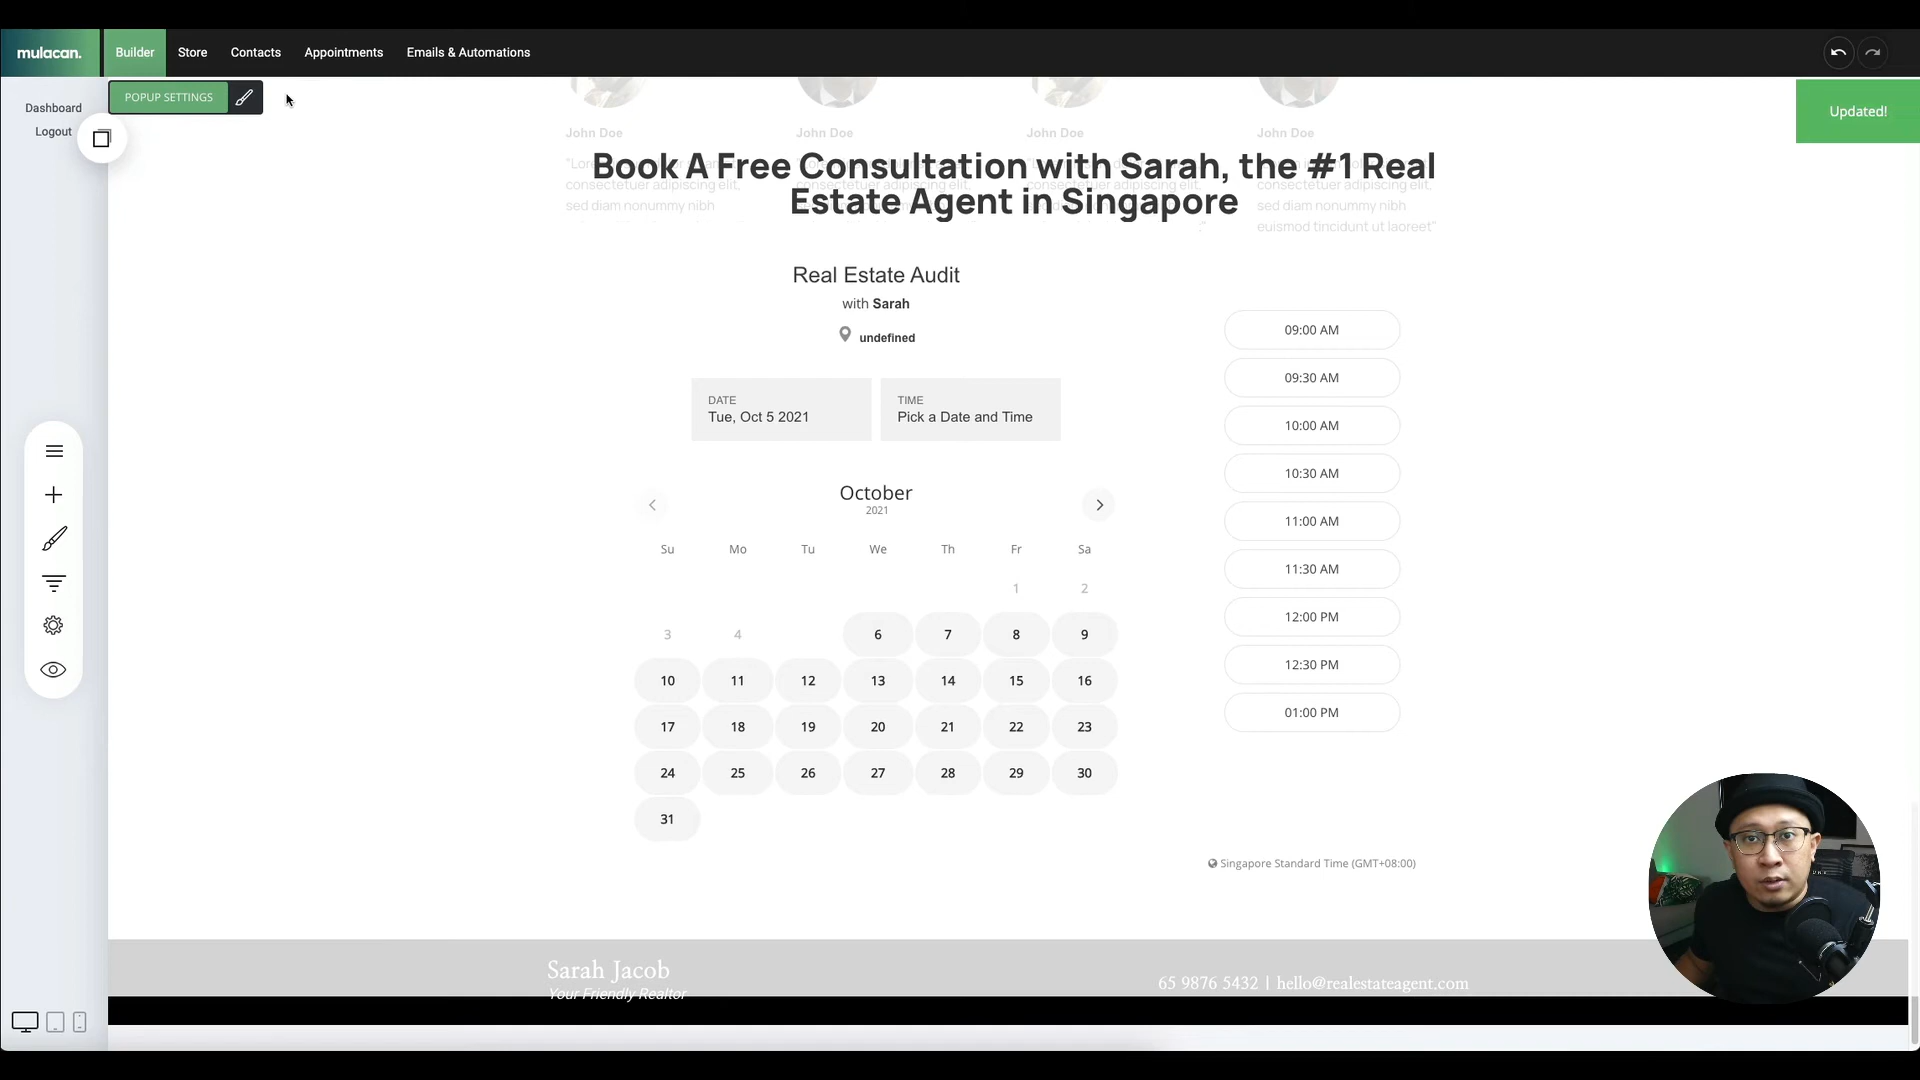 mulacan.
Builder
Store
Contacts
Appointments
Emails & Automations
POPUP SETTINGS
Dashboard
Logout
Updated!
John Doe
John Doe
John Doe
John Doe
Book A Free Consultation with Sarah, the #1 Real
Estate Agent in Singapore
consectetuer adipiscing elit,
consectetuer adipiscing elit,
consectetuer adipiscing elit,
consectetuer adipiscing elit,
sed diam nonummy nibh
sed diam nonummy nibh
euismod tincidunt ut laoreet"
Real Estate Audit
with Sarah
undefined
DATE
Tue, Oct 5 2021
TIME
Pick a Date and Time
October
2021
Su Mo Tu We Th Fr Sa
1 2
3 4 6 7 8 9
10 11 12 13 14 15 16
17 18 19 20 21 22 23
24 25 26 27 28 29 30
31
09:00 AM
09:30 AM
10:00 AM
10:30 AM
11:00 AM
11:30 AM
12:00 PM
12:30 PM
01:00 PM
Singapore Standard Time (GMT+08:00)
Sarah Jacob
Your Friendly Realtor
65 9876 5432 | hello@realestateagent.com